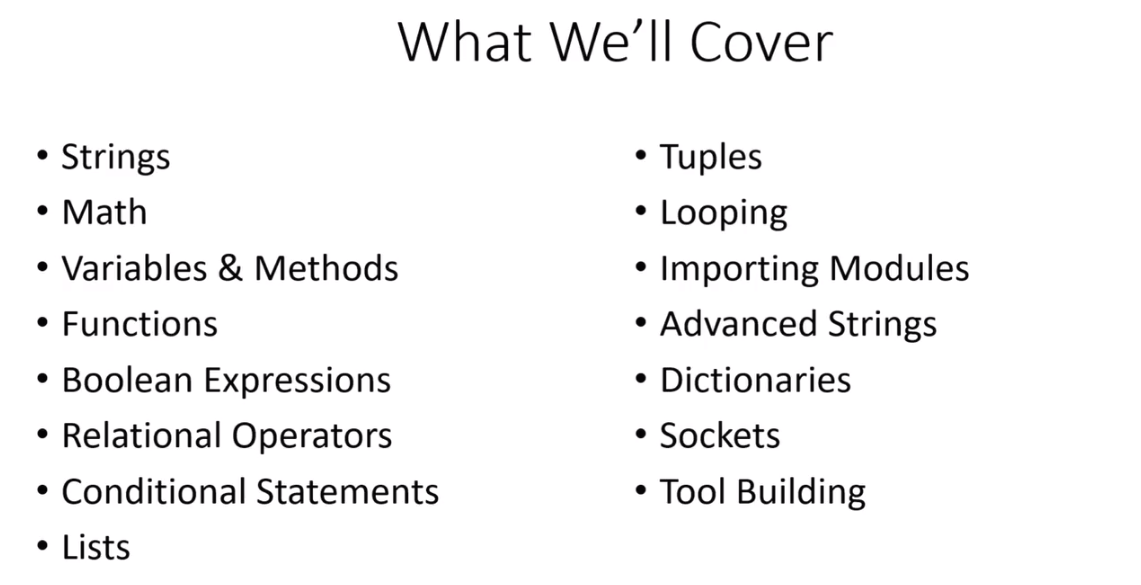 What We’ll Cover
• Strings
• Math
• Variables & Methods
• Functions
• Boolean Expressions
• Relational Operators
• Conditional Statements
• Lists
• Tuples
• Looping
• Importing Modules
• Advanced Strings
• Dictionaries
• Sockets
• Tool Building